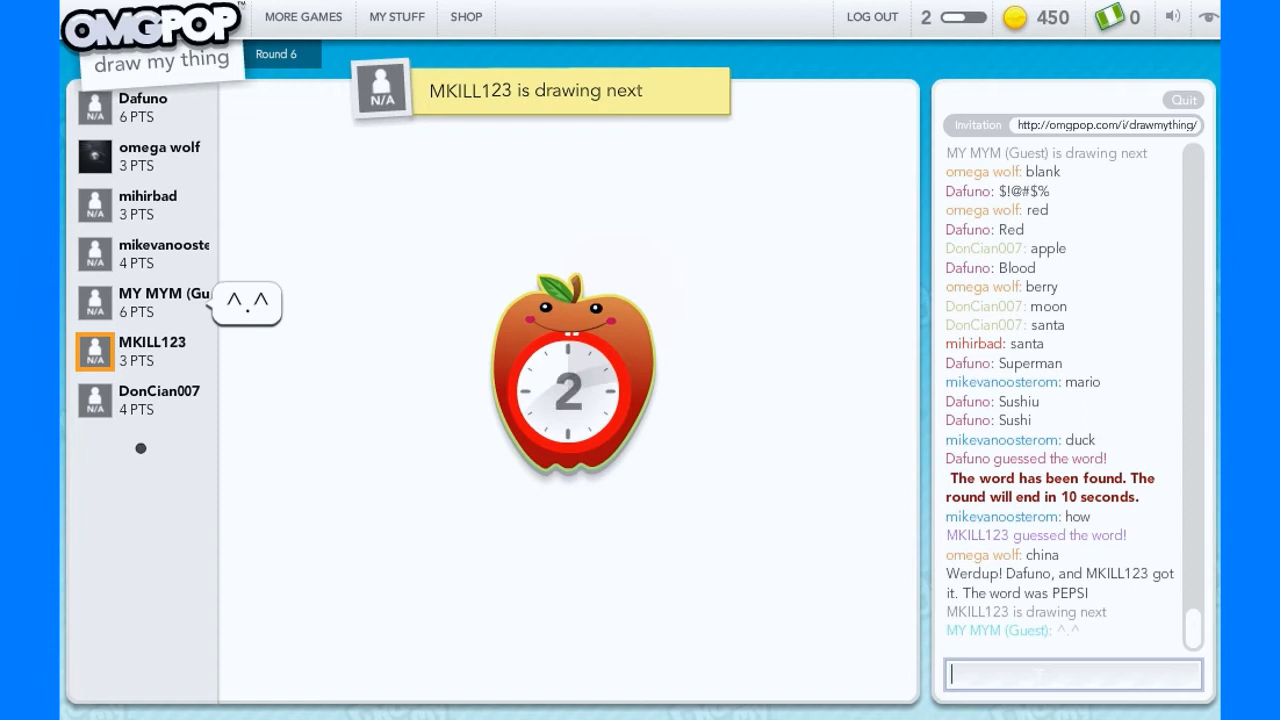 OMGPOP™
MORE GAMES
MY STUFF
SHOP
LOG OUT
2
450
0
draw my thing
Round 6
N/A
MKILL123 is drawing next
N/A
Dafuno
6 PTS
omega wolf
3 PTS
N/A
mihirbad
3 PTS
N/A
mikevanooste
4 PTS
N/A
MY MYM (Gu
6 PTS
^.^
N/A
MKILL123
3 PTS
N/A
DonCian007
4 PTS
2
Quit
Invitation http://omgpop.com/i/drawmything/
MY MYM (Guest) is drawing next
omega wolf: blank
Dafuno: $!@#$%
omega wolf: red
Dafuno: Red
DonCian007: apple
Dafuno: Blood
omega wolf: berry
DonCian007: moon
DonCian007: santa
mihirbad: santa
Dafuno: Superman
mikevanoosterom: mario
Dafuno: Sushiu
Dafuno: Sushi
mikevanoosterom: duck
Dafuno guessed the word!
The word has been found. The
round will end in 10 seconds.
mikevanoosterom: how
MKILL123 guessed the word!
omega wolf: china
Werdup! Dafuno, and MKILL123 got
it. The word was PEPSI
MKILL123 is drawing next
MY MYM (Guest): ^.^